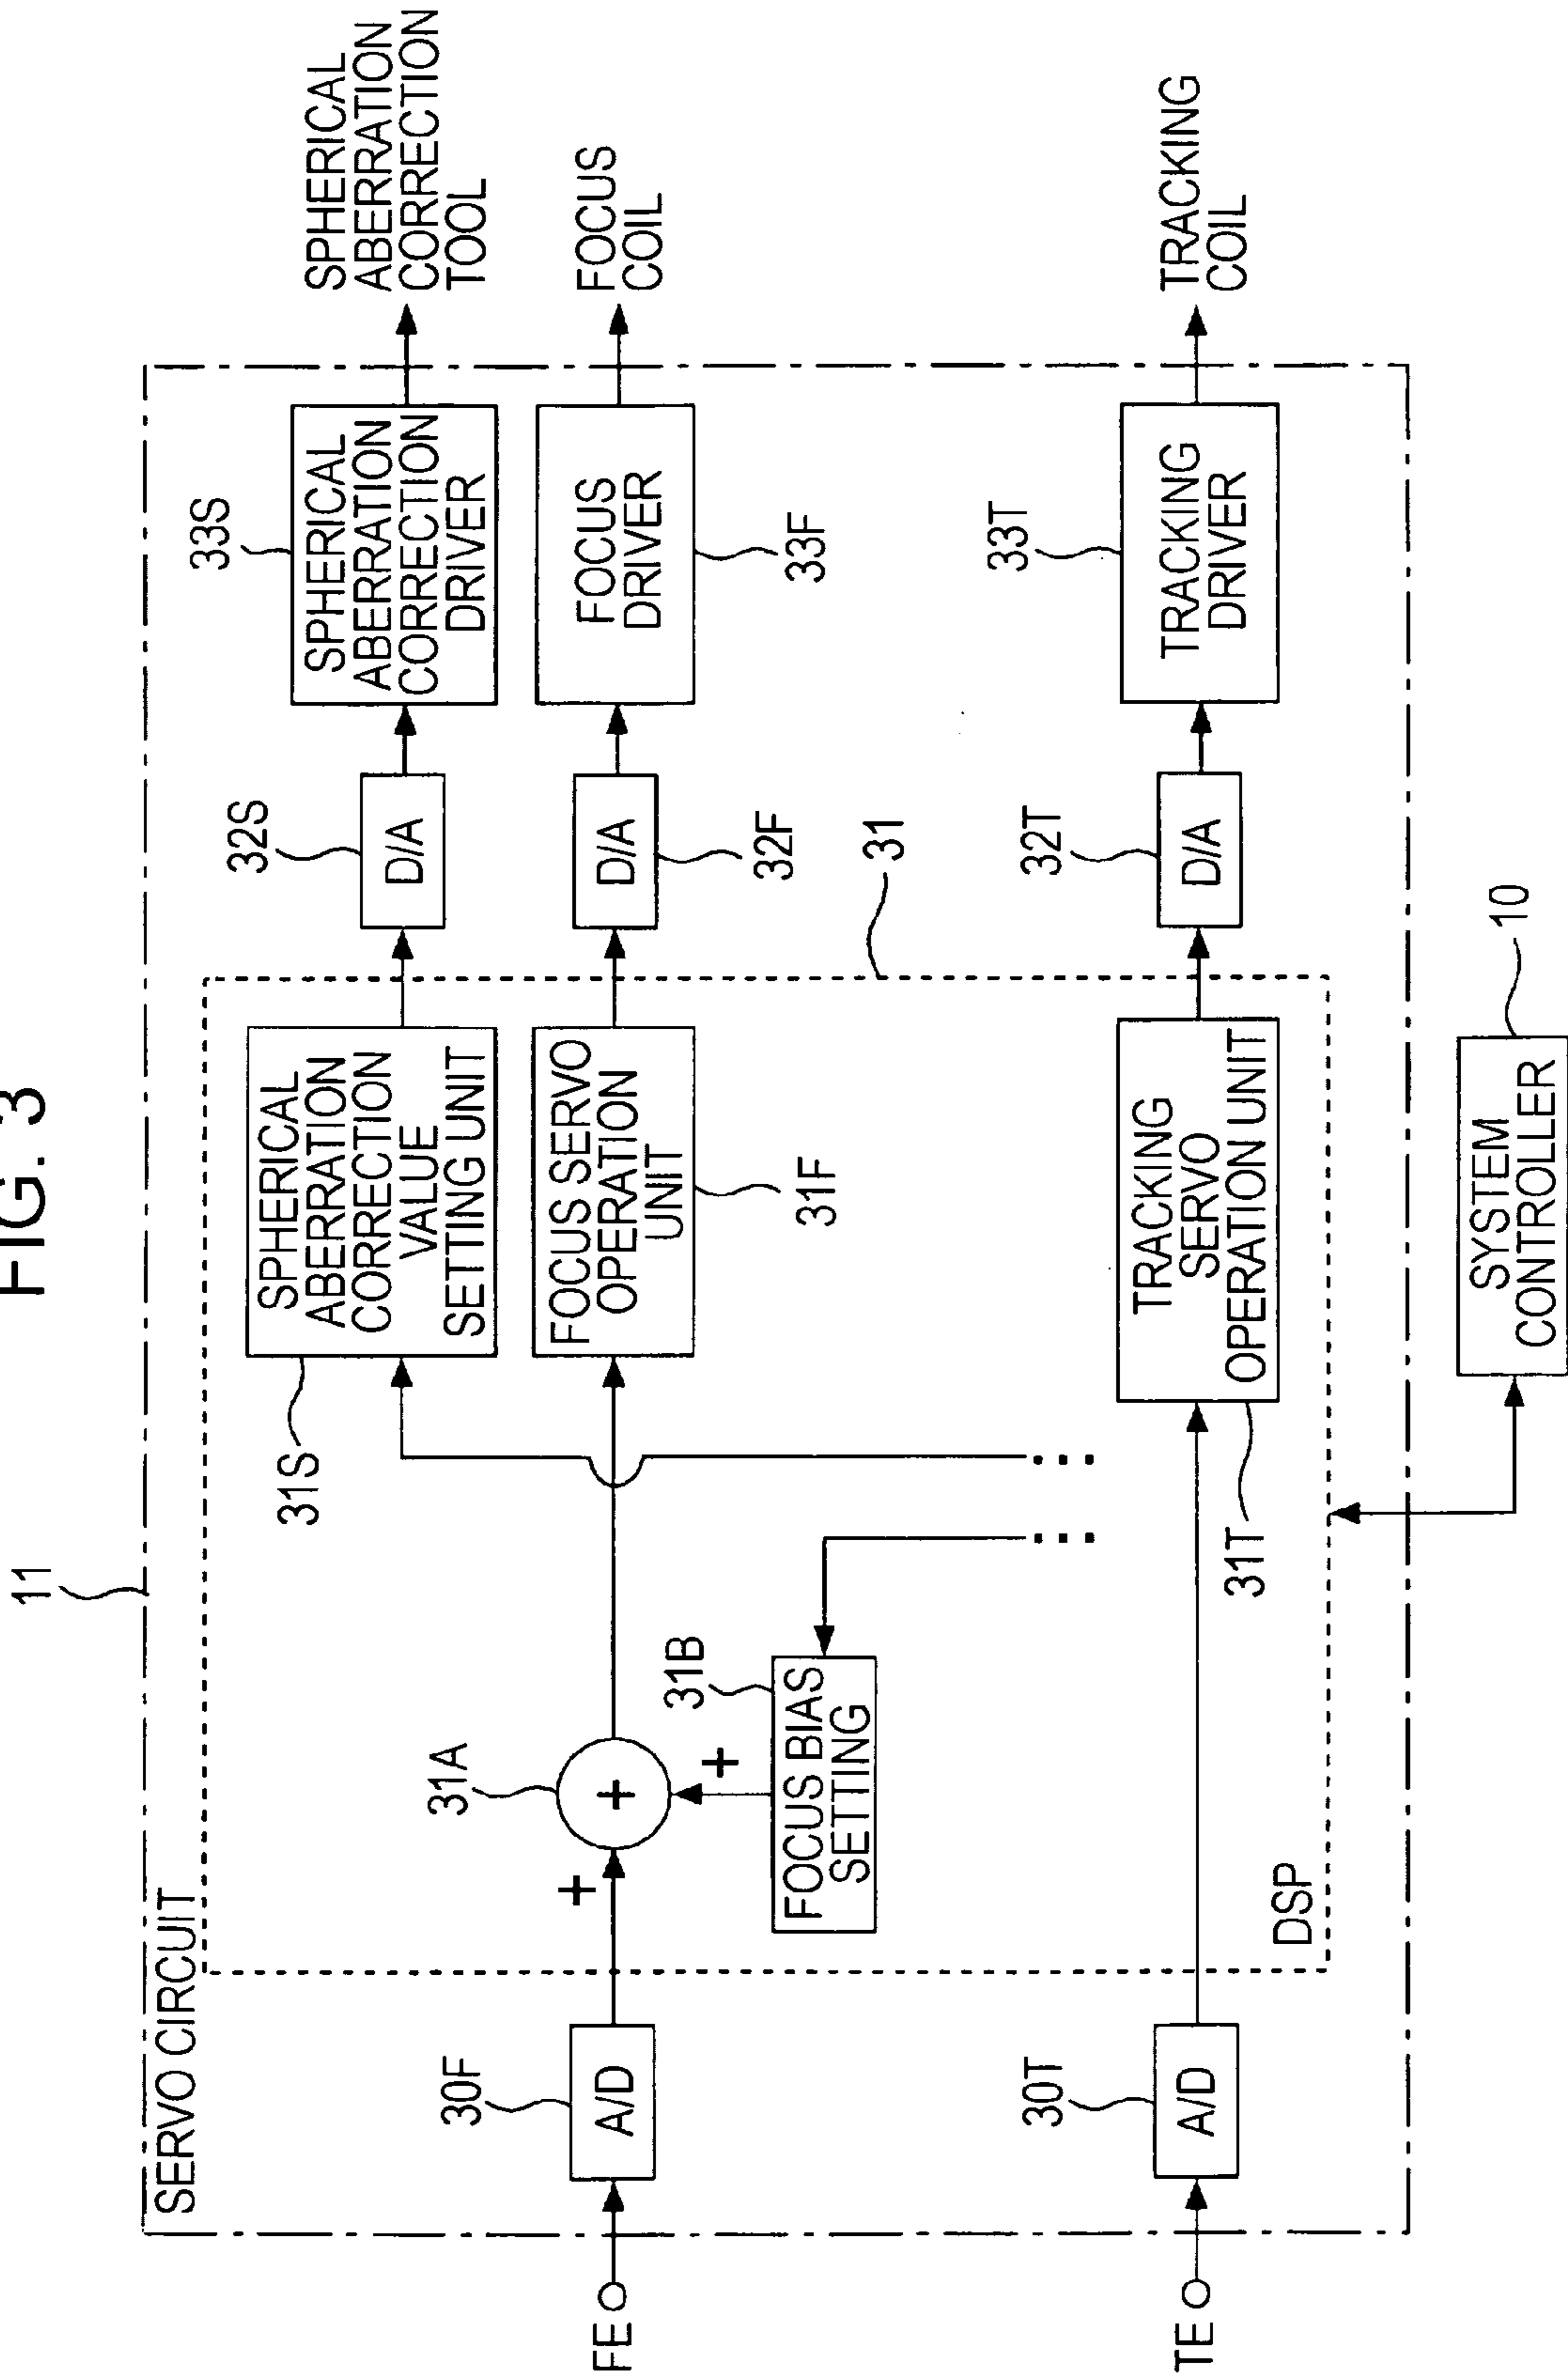 FIG. 3
11
SERVO CIRCUIT
33S
SPHERICAL
ABERRATION
CORRECTION
DRIVER
SPHERICAL
ABERRATION
CORRECTION
TOOL
32S
D/A
SPHERICAL
ABERRATION
CORRECTION
VALUE
SETTING UNIT
31S
FE
30F
A/D
+
31A
+
+
31B
FOCUS BIAS
SETTING
FOCUS SERVO
OPERATION
UNIT
31F
D/A
32F
FOCUS
DRIVER
33F
FOCUS
COIL
31
...
...
TE
30T
A/D
DSP
31T
TRACKING
SERVO
OPERATION UNIT
32T
D/A
33T
TRACKING
DRIVER
TRACKING
COIL
SYSTEM
CONTROLLER
10